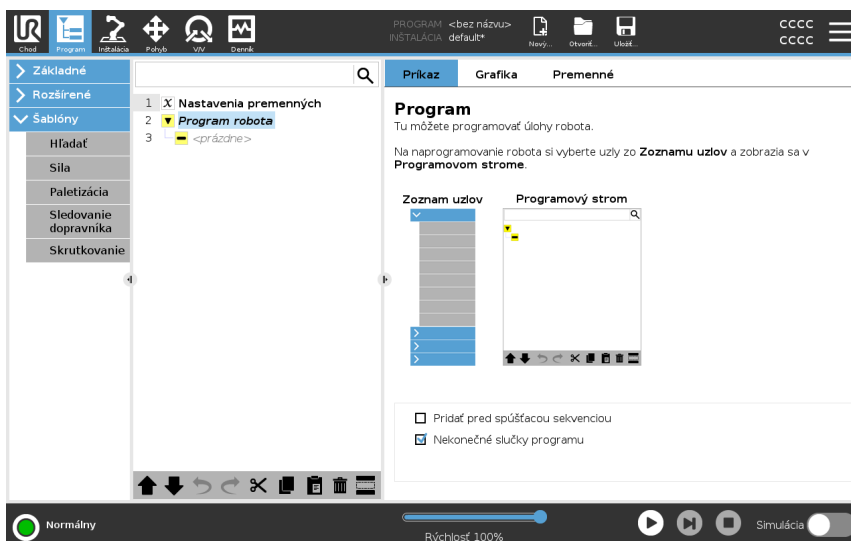 UR
Chod
Program
Inštalácia
Pohyb
V/V
Denník
PROGRAM <bez názvu>
INŠTALÁCIA default*
Nový...
Otvoriť...
Uložiť...
CCCC
CCCC
Základné
Rozšírené
Šablóny
Hľadať
Sila
Paletizácia
Sledovanie
dopravníka
Skrutkovanie
1 X Nastavenia premenných
2 Program robota
3 <prázdne>
Príkaz
Grafika
Premenné
Program
Tu môžete programovať úlohy robota.
Na naprogramovanie robota si vyberte uzly zo Zoznamu uzlov a zobrazia sa v
Programovom strome.
Zoznam uzlov
Programový strom
Pridať pred spúšťacou sekvenciou
Nekonečné slučky programu
Normálny
Rýchlosť 100%
Simulácia